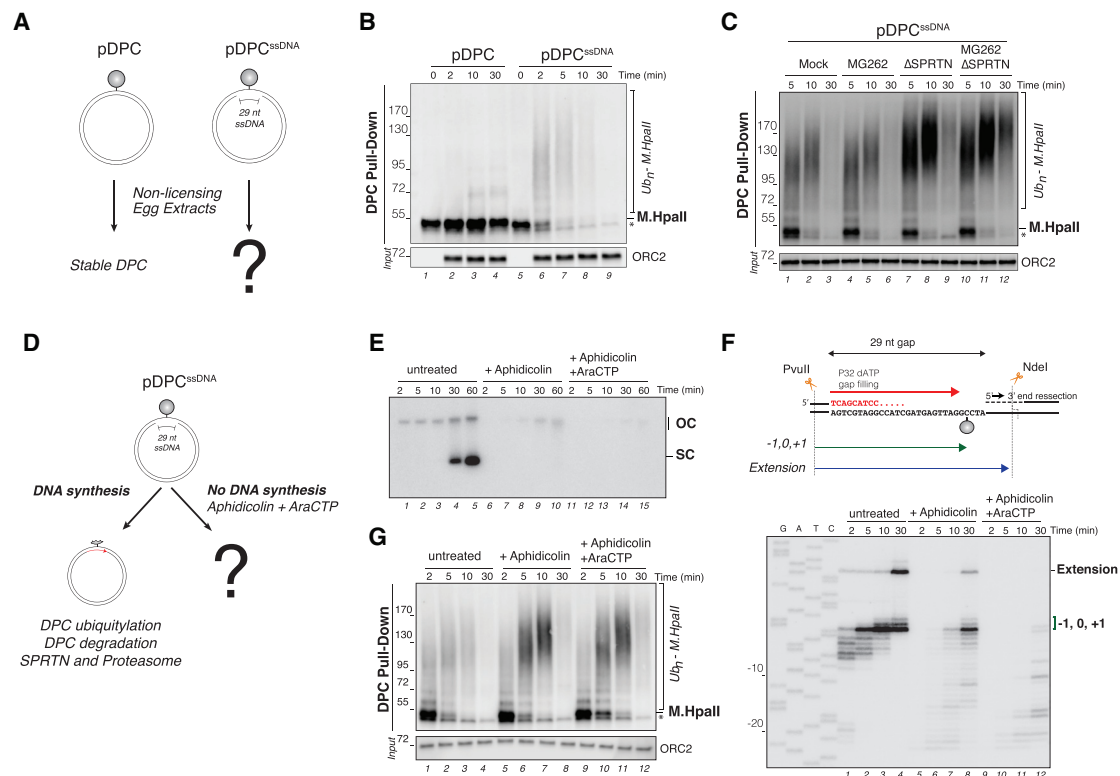 A
pDPC
pDPCssDNA
29 nt
ssDNA
Non-licensing
Egg Extracts
Stable DPC
?
B
pDPC
pDPCssDNA
0 2 10 30 0 2 5 10 30 Time (min)
DPC Pull-Down
170
130
95
72
55
Ubn- M.HpaII
M.HpaII
*
Input
72
ORC2
1 2 3 4 5 6 7 8 9
C
pDPCssDNA
Mock MG262 ΔSPRTN MG262 ΔSPRTN
5 10 30 5 10 30 5 10 30 5 10 30 Time (min)
DPC Pull-Down
170
130
95
72
55
Ubn- M.HpaII
M.HpaII
*
Input
72
ORC2
1 2 3 4 5 6 7 8 9 10 11 12
D
pDPCssDNA
29 nt
ssDNA
DNA synthesis
No DNA synthesis
Aphidicolin + AraCTP
?
DPC ubiquitylation
DPC degradation
SPRTN and Proteasome
E
untreated + Aphidicolin + Aphidicolin +AraCTP
2 5 10 30 60 2 5 10 30 60 2 5 10 30 60 Time (min)
OC
SC
1 2 3 4 5 6 7 8 9 10 11 12 13 14 15
F
29 nt gap
PvuII
P32 dATP
gap filling
NdeI
5' 3' end ressection
5' TCAGCATCC.....
AGTCGTAGGCCATCGATGAGTTAGGCCTA
-1,0,+1
Extension
untreated + Aphidicolin + Aphidicolin +AraCTP
G A T C 2 5 10 30 2 5 10 30 2 5 10 30 Time (min)
Extension
-1, 0, +1
-10
-20
1 2 3 4 5 6 7 8 9 10 11 12
G
untreated + Aphidicolin + Aphidicolin +AraCTP
2 5 10 30 2 5 10 30 2 5 10 30 Time (min)
DPC Pull-Down
170
130
95
72
55
Ubn- M.HpaII
M.HpaII
*
Input
72
ORC2
1 2 3 4 5 6 7 8 9 10 11 12